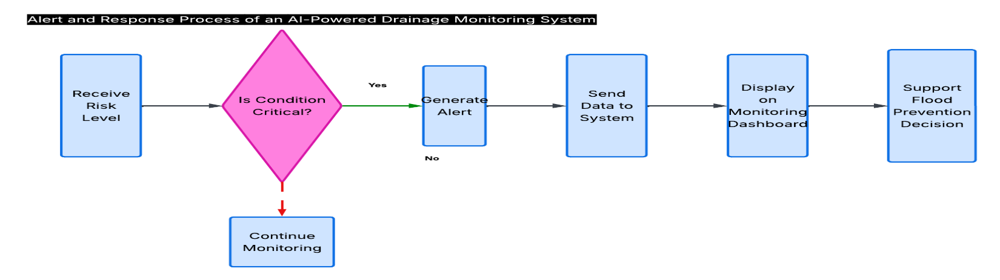 Alert and Response Process of an AI-Powered Drainage Monitoring System
Receive
Risk
Level
Is Condition
Critical?
Yes
Generate
Alert
No
Send
Data to
System
Display
on
Monitoring
Dashboard
Support
Flood
Prevention
Decision
Continue
Monitoring